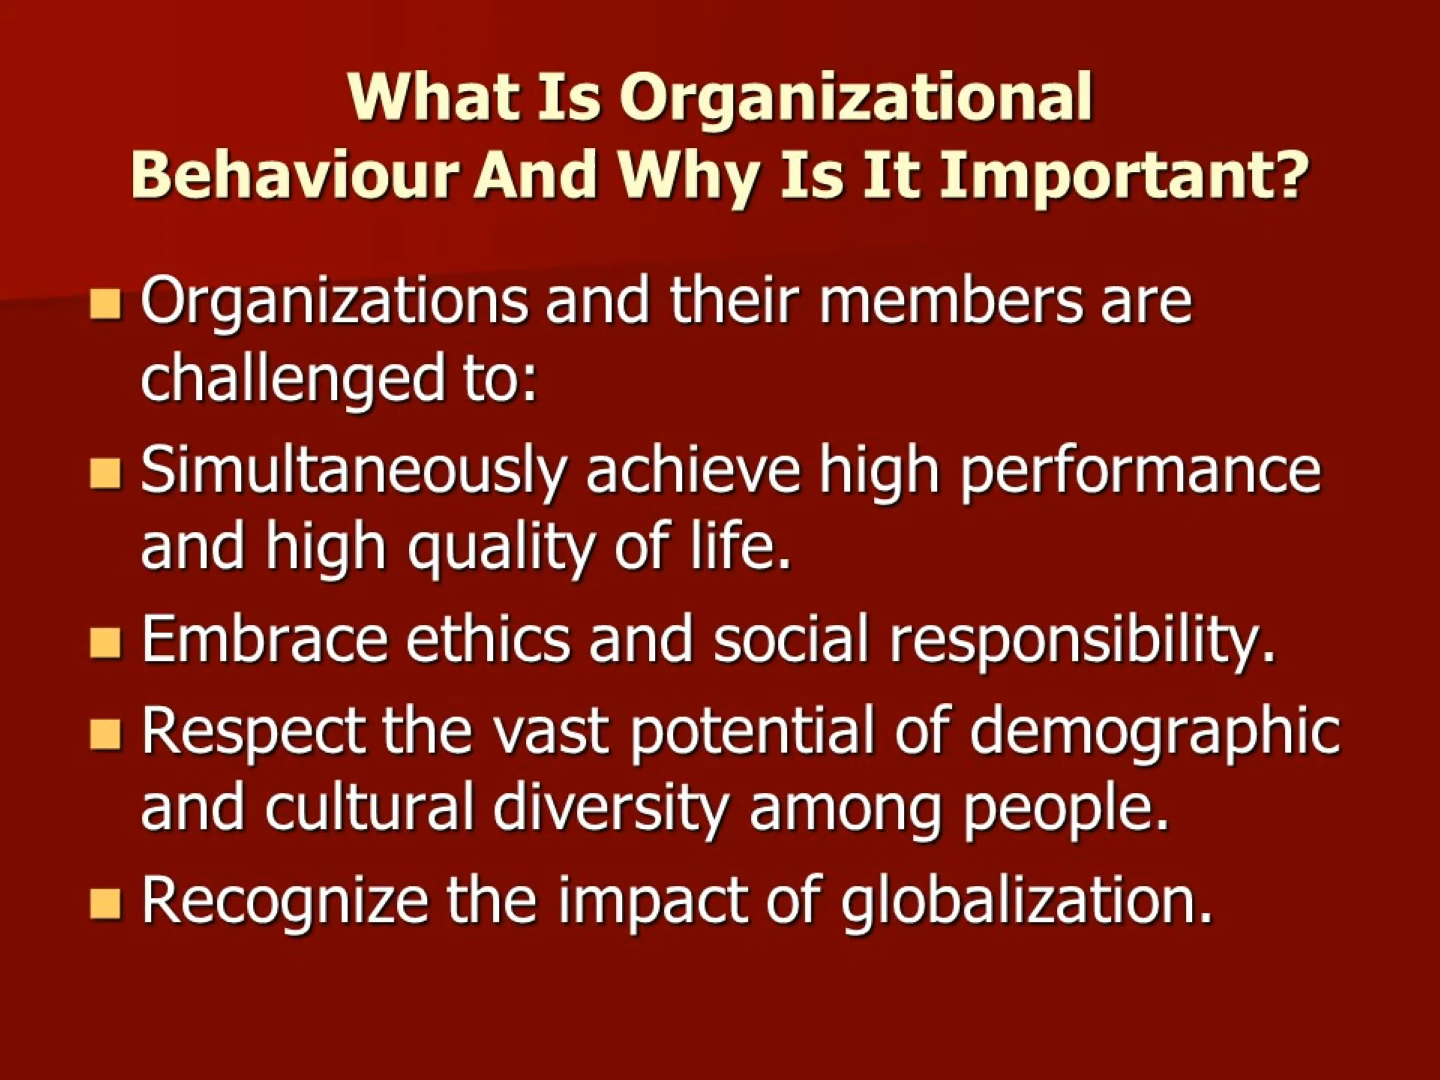 What Is Organizational
Behaviour And Why Is It Important?
Organizations and their members are
challenged to:
Simultaneously achieve high performance
and high quality of life.
Embrace ethics and social responsibility.
Respect the vast potential of demographic
and cultural diversity among people.
Recognize the impact of globalization.